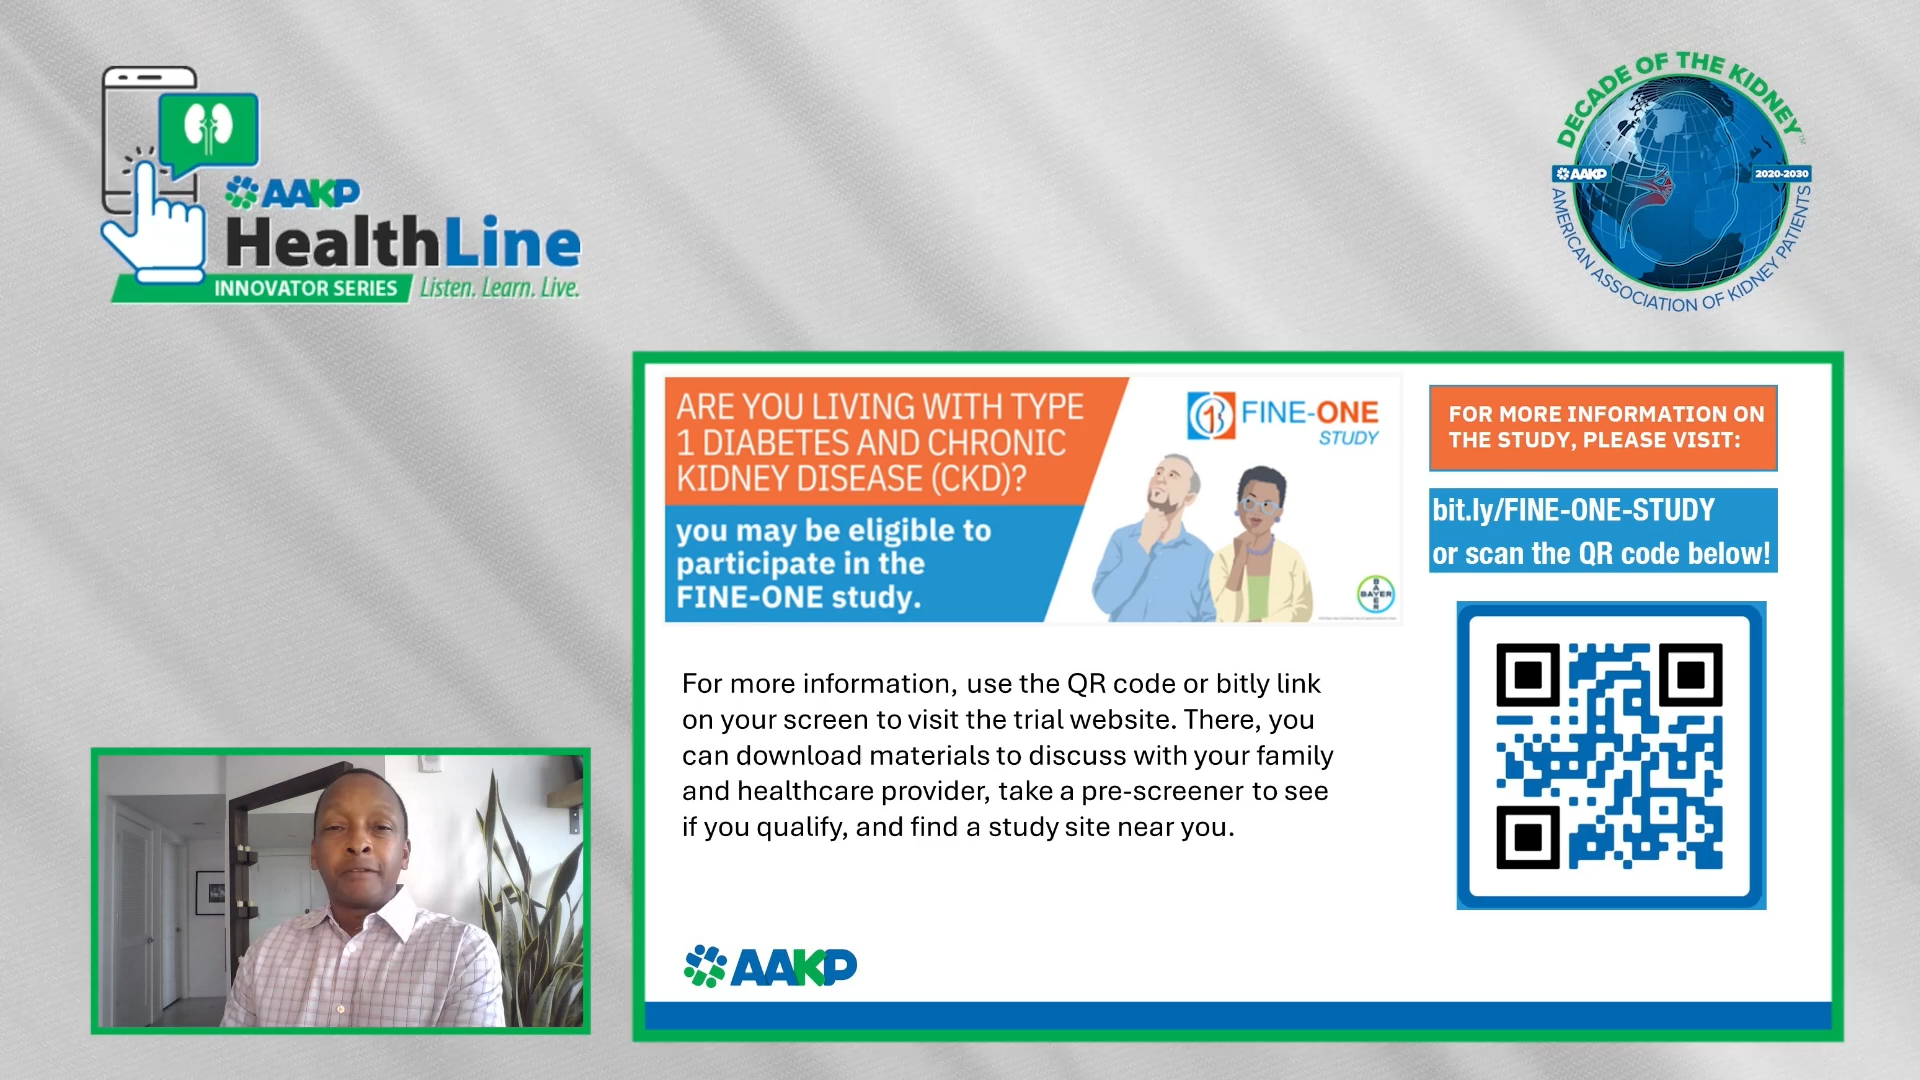 AAKP
HealthLine
INNOVATOR SERIES
Listen. Learn. Live.
DECADE OF THE KIDNEY™
AAKP
2020-2030
AMERICAN ASSOCIATION OF KIDNEY PATIENTS
ARE YOU LIVING WITH TYPE
1 DIABETES AND CHRONIC
KIDNEY DISEASE (CKD)?
you may be eligible to
participate in the
FINE-ONE study.
1
FINE-ONE
STUDY
BAYER
BAYER
FOR MORE INFORMATION ON
THE STUDY, PLEASE VISIT:
bit.ly/FINE-ONE-STUDY
or scan the QR code below!
For more information, use the QR code or bitly link
on your screen to visit the trial website. There, you
can download materials to discuss with your family
and healthcare provider, take a pre-screener to see
if you qualify, and find a study site near you.
AAKP